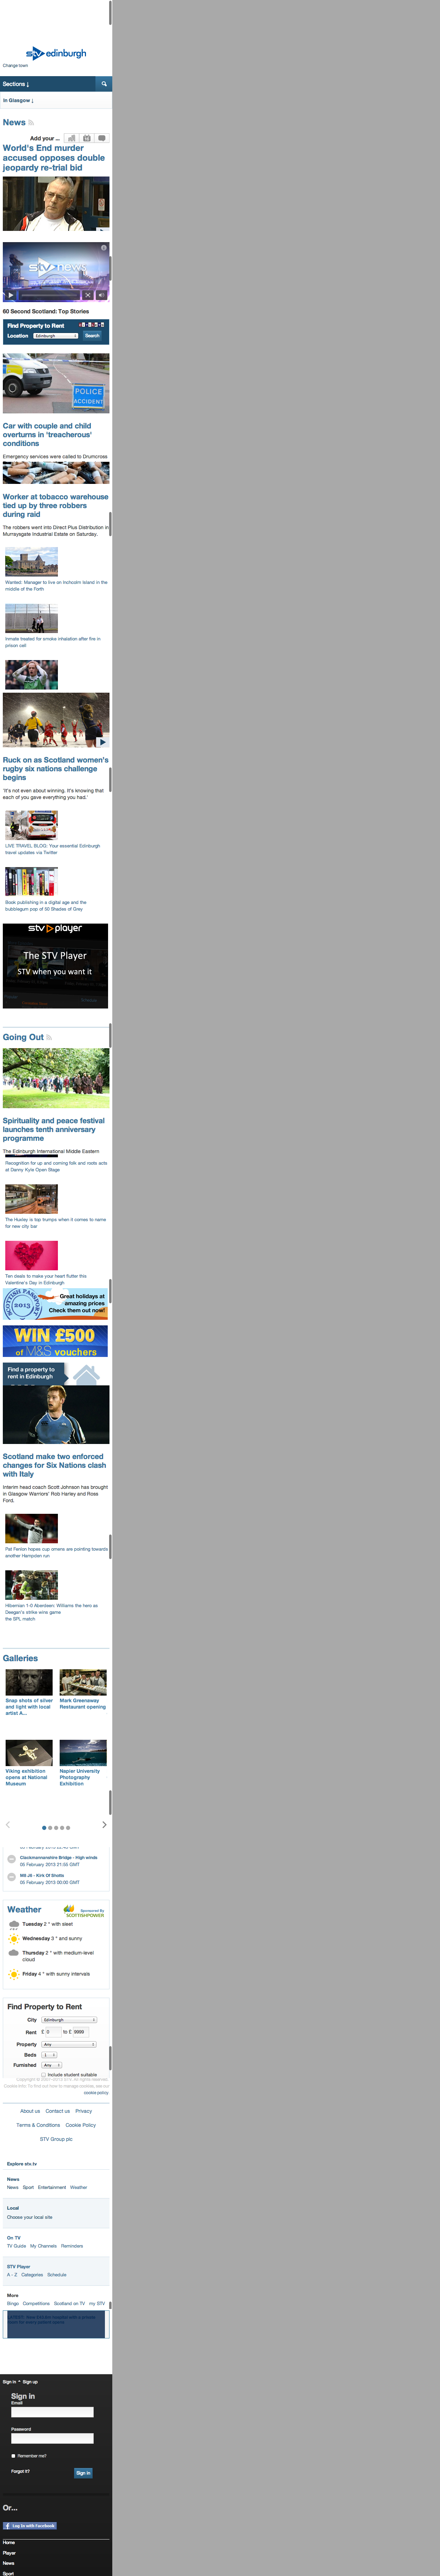 stv edinburgh
Change town
Sections ↓
In Glasgow ↓
News
Add your ...
World's End murder
accused opposes double
jeopardy re-trial bid
stv news
60 Second Scotland: Top Stories
Find Property to Rent
Location
Edinburgh
Search
POLICE
ACCIDENT
Car with couple and child
overturns in 'treacherous'
conditions
Emergency services were called to Drumcross
Worker at tobacco warehouse
tied up by three robbers
during raid
The robbers went into Direct Plus Distribution in
Murraysgate Industrial Estate on Saturday.
Wanted: Manager to live on Inchcolm Island in the
middle of the Forth
Inmate treated for smoke inhalation after fire in
prison cell
Ruck on as Scotland women's
rugby six nations challenge
begins
'It's not even about winning. It's knowing that
each of you gave everything you had.'
LIVE TRAVEL BLOG: Your essential Edinburgh
travel updates via Twitter
Book publishing in a digital age and the
bubblegum pop of 50 Shades of Grey
stv player
The STV Player
STV when you want it
Going Out
Spirituality and peace festival
launches tenth anniversary
programme
The Edinburgh International Middle Eastern
Recognition for up and coming folk and roots acts
at Danny Kyle Open Stage
The Huxley is top trumps when it comes to name
for new city bar
Ten deals to make your heart flutter this
Valentine's Day in Edinburgh
SCOTTISH PASSPORT
2013
Great holidays at
amazing prices
Check them out now!
WIN £500
of M&S vouchers
Find a property to
rent in Edinburgh
Scotland make two enforced
changes for Six Nations clash
with Italy
Interim head coach Scott Johnson has brought
in Glasgow Warriors' Rob Harley and Ross
Ford.
Pat Fenlon hopes cup omens are pointing towards
another Hampden run
Hibernian 1-0 Aberdeen: Williams the hero as
Deegan's strike wins game
the SPL match
Galleries
Snap shots of silver
and light with local
artist A...
Mark Greenaway
Restaurant opening
Viking exhibition
opens at National
Museum
Napier University
Photography
Exhibition
Clackmannanshire Bridge - High winds
05 February 2013 21:55 GMT
M9 J9 - Kirk Of Shotts
05 February 2013 00:00 GMT
Weather
Sponsored By
SCOTTISHPOWER
Tuesday 2 ° with sleet
Wednesday 3 ° and sunny
Thursday 2 ° with medium-level
cloud
Friday 4 ° with sunny intervals
Find Property to Rent
City
Edinburgh
Rent
£ 0 to £ 9999
Property
Any
Beds
1
Furnished
Any
Include student suitable
cookie policy
About us Contact us Privacy
Terms & Conditions Cookie Policy
STV Group plc
Explore stv.tv
News
News Sport Entertainment Weather
Local
Choose your local site
On TV
TV Guide My Channels Reminders
STV Player
A - Z Categories Schedule
More
Bingo Competitions Scotland on TV my STV
Sign in Sign up
Sign in
Email
Password
Remember me?
Forgot it?
Sign in
Or...
Log in with Facebook
Home
Player
News
Sport